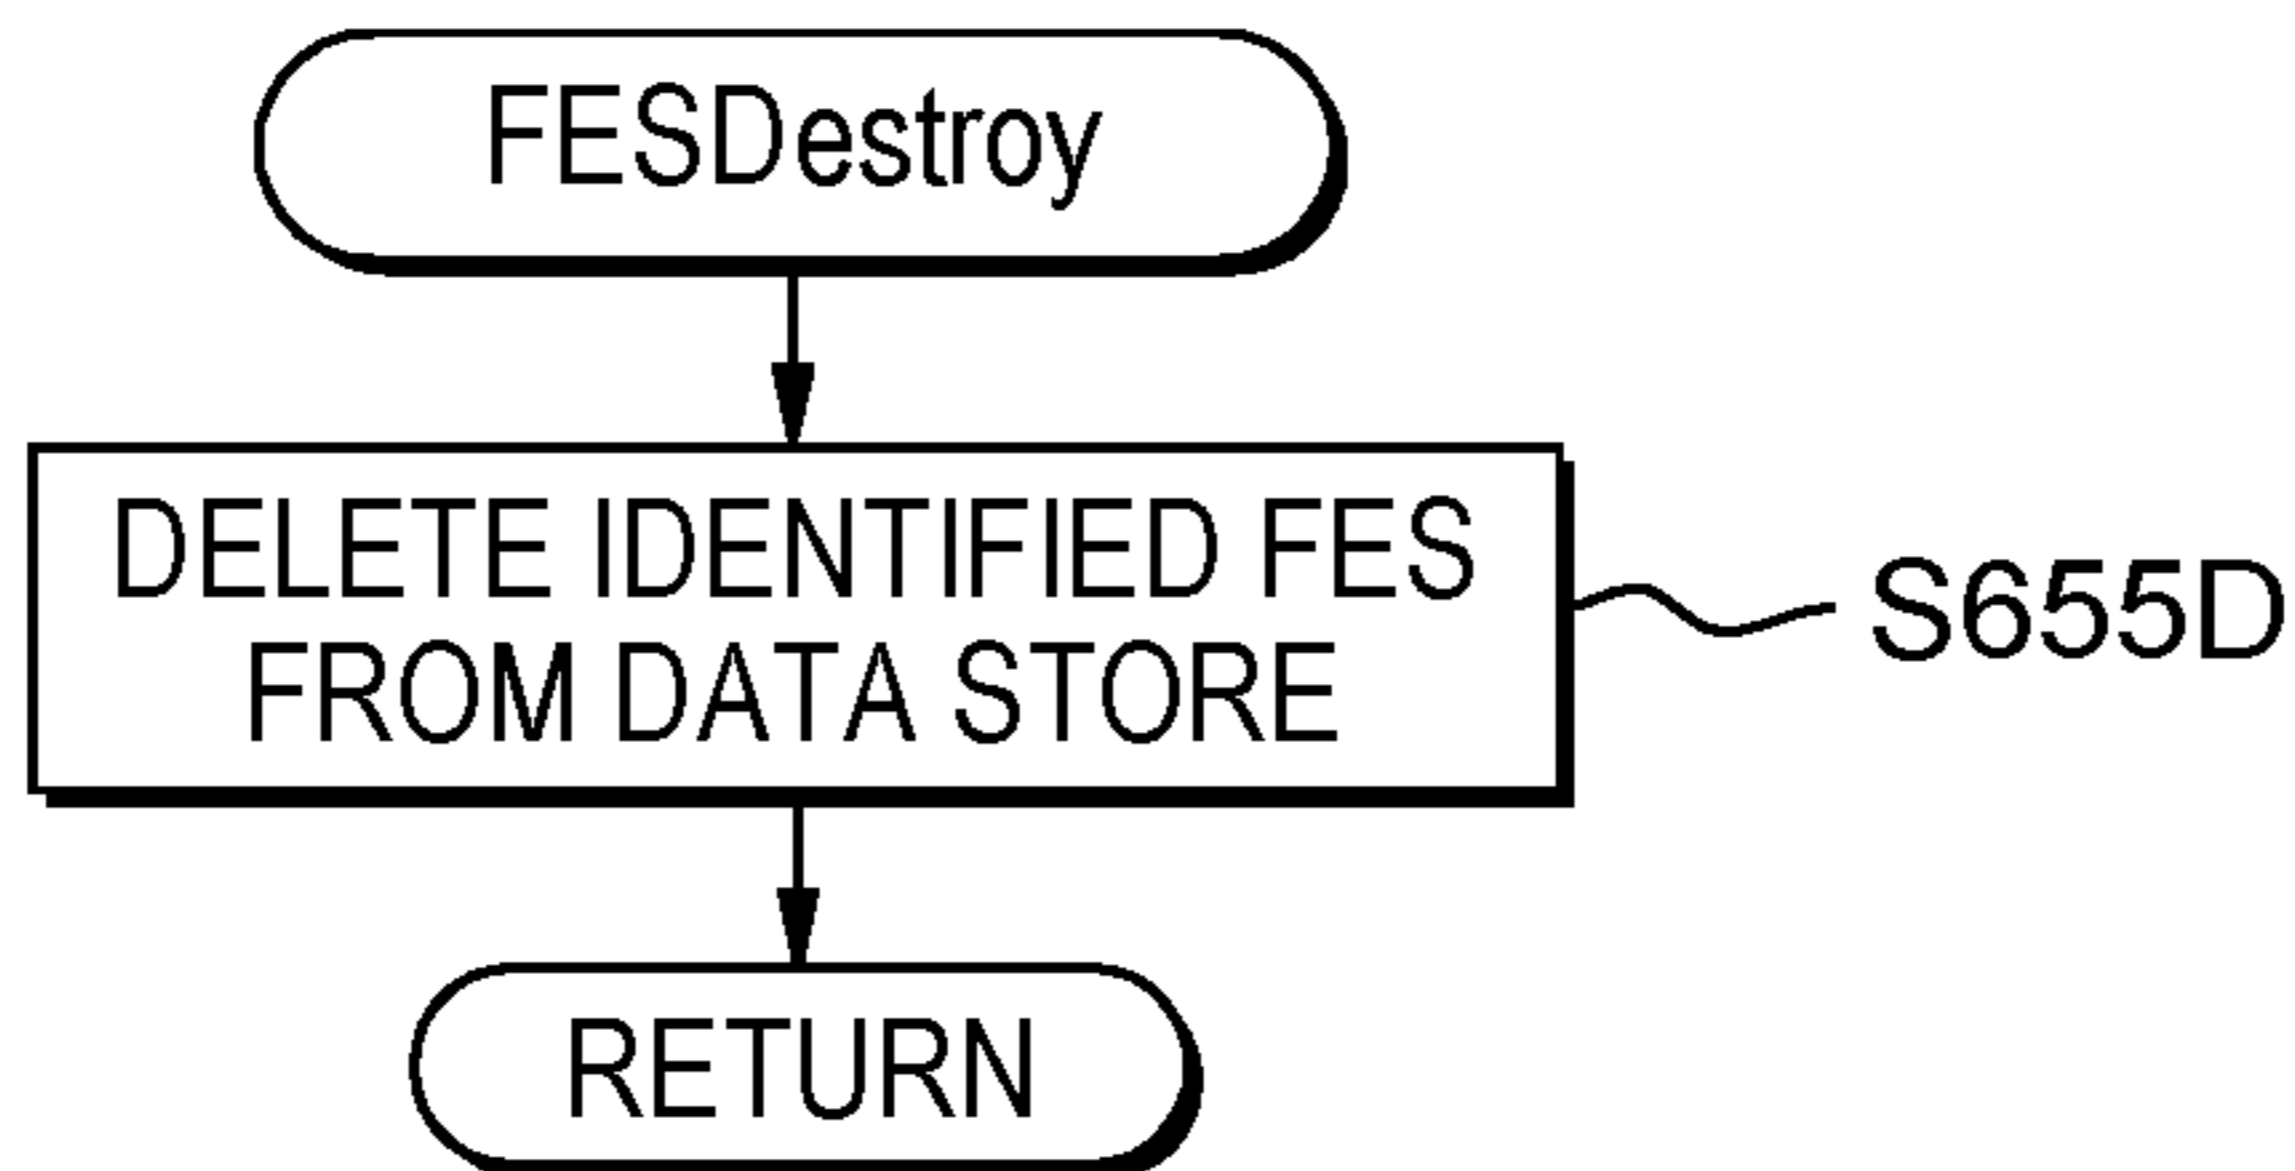 FESDestroy
DELETE IDENTIFIED FES
FROM DATA STORE
S655D
RETURN